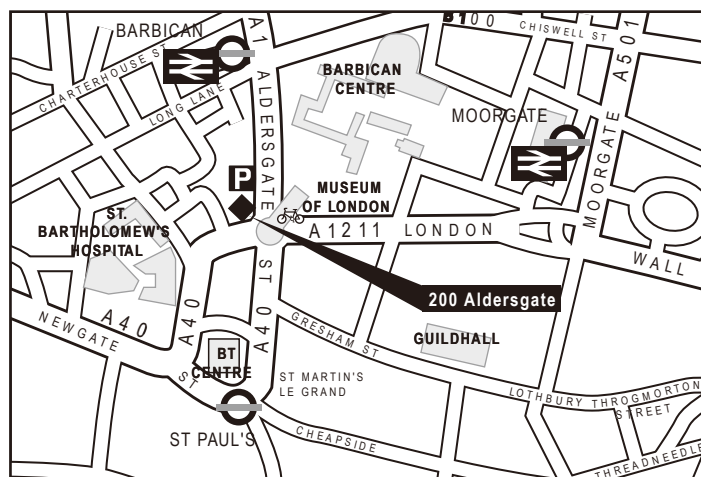 BARBICAN
A1 ALDERSGATE ST
B100
CHISWELL ST
A501
CHARTERHOUSE ST
LONG LANE
BARBICAN
CENTRE
MOORGATE
MOORGATE
P
MUSEUM
OF LONDON
ST.
BARTHOLOMEW'S
HOSPITAL
A1211 LONDON WALL
200 Aldersgate
A40
A40
A40
NEWGATE ST
GRESHAM ST
GUILDHALL
BT
CENTRE
ST MARTIN'S
LE GRAND
LOTHBURY THROGMORTON
STREET
ST PAUL'S
CHEAPSIDE
THREADNEEDLE